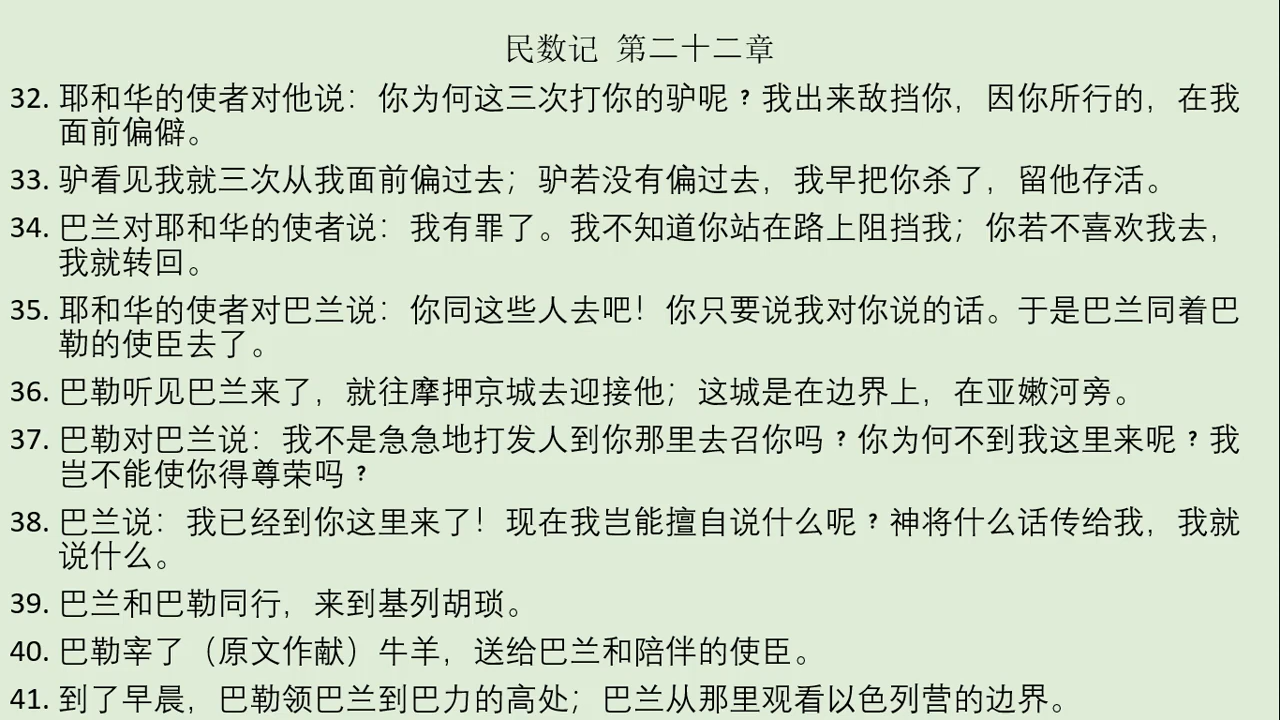 民数记 第二十二章
32. 耶和华的使者对他说：你为何这三次打你的驴呢﹖我出来敌挡你，因你所行的，在我
面前偏僻。
33. 驴看见我就三次从我面前偏过去；驴若没有偏过去，我早把你杀了，留他存活。
34. 巴兰对耶和华的使者说：我有罪了。我不知道你站在路上阻挡我；你若不喜欢我去，
我就转回。
35. 耶和华的使者对巴兰说：你同这些人去吧！你只要说我对你说的话。于是巴兰同着巴
勒的使臣去了。
36. 巴勒听见巴兰来了，就往摩押京城去迎接他；这城是在边界上，在亚嫩河旁。
37. 巴勒对巴兰说：我不是急急地打发人到你那里去召你吗﹖你为何不到我这里来呢﹖我
岂不能使你得尊荣吗﹖
38. 巴兰说：我已经到你这里来了！现在我岂能擅自说什么呢﹖神将什么话传给我，我就
说什么。
39. 巴兰和巴勒同行，来到基列胡琐。
40. 巴勒宰了（原文作献）牛羊，送给巴兰和陪伴的使臣。
41. 到了早晨，巴勒领巴兰到巴力的高处；巴兰从那里观看以色列营的边界。